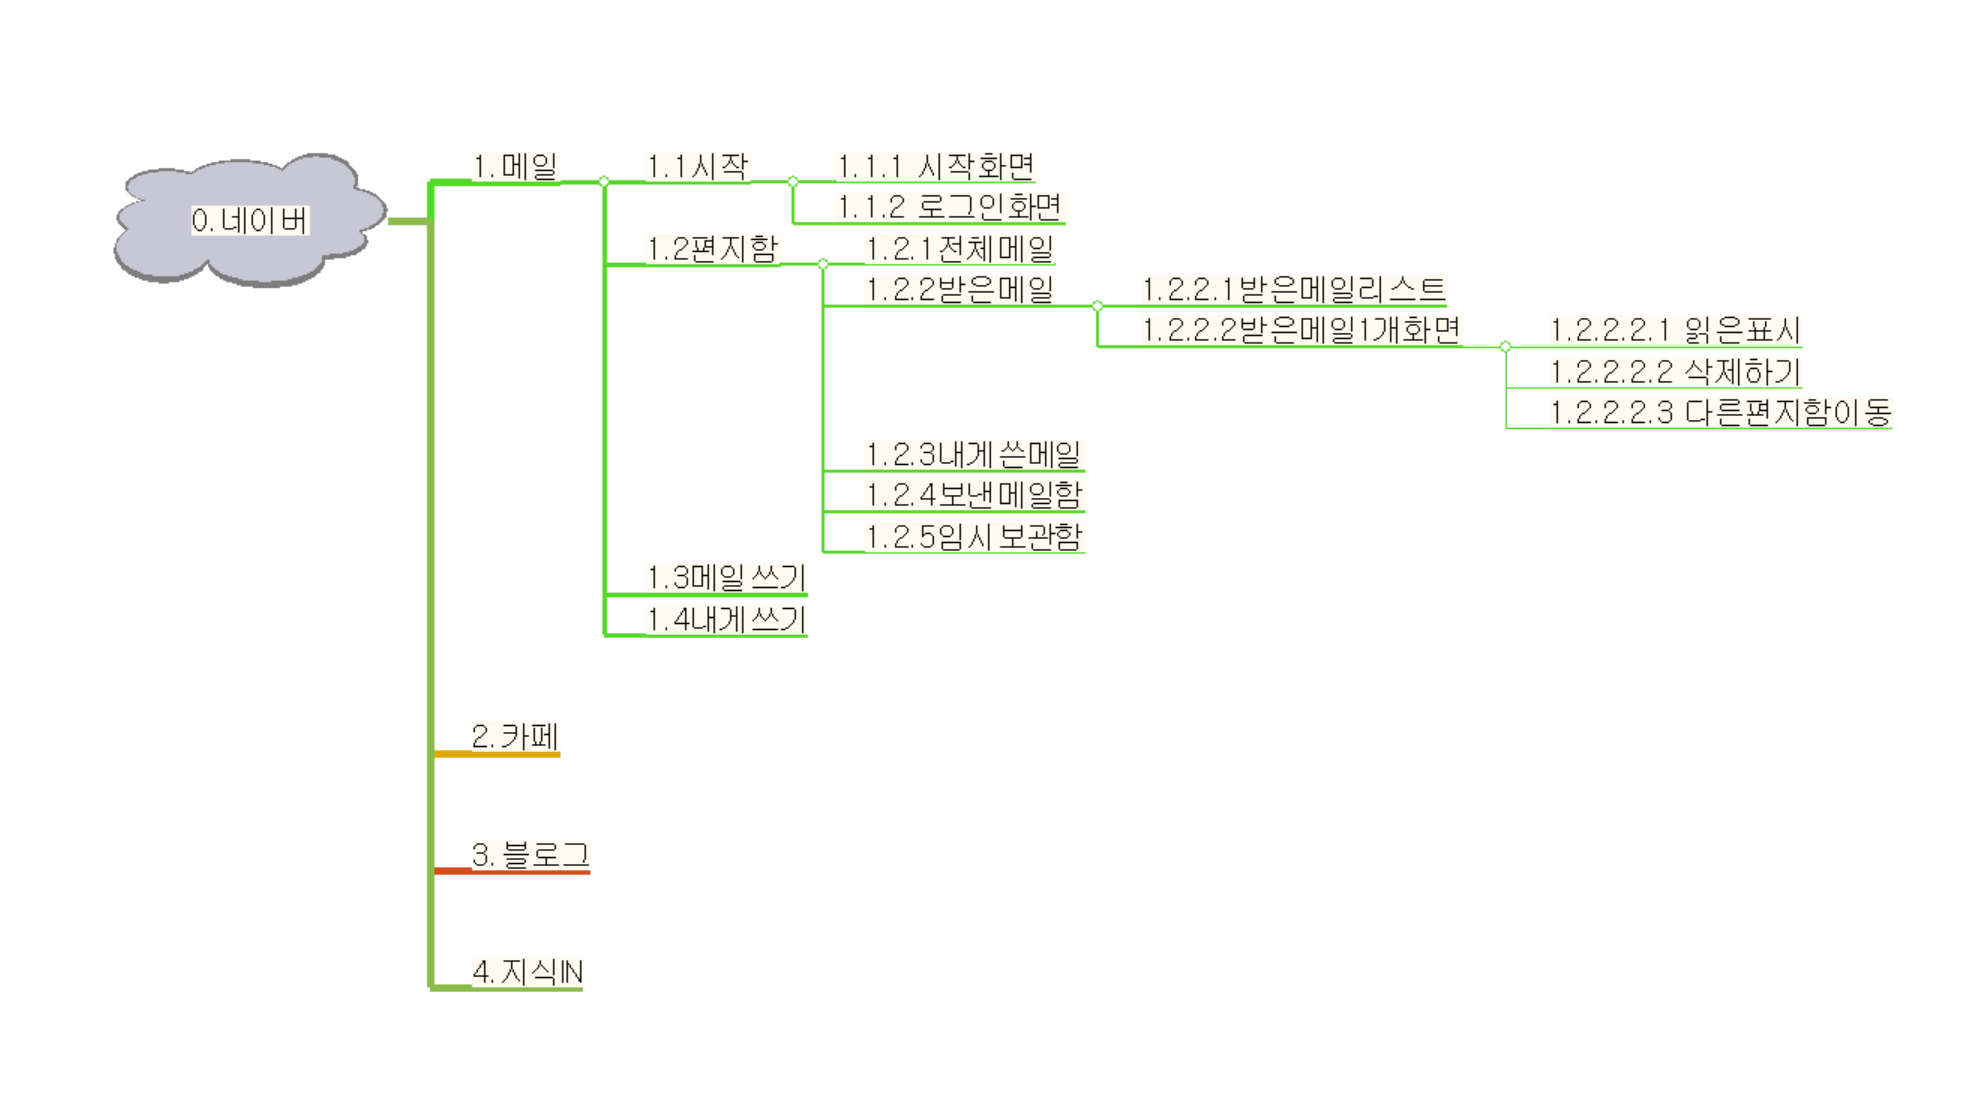 0.네이버
1.메일
1.1시작
1.1.1 시작화면
1.1.2 로그인화면
1.2편지함
1.2.1전체메일
1.2.2받은메일
1.2.2.1받은메일리스트
1.2.2.2받은메일1개화면
1.2.2.2.1 읽은표시
1.2.2.2.2 삭제하기
1.2.2.2.3 다른편지함이동
1.2.3내게쓴메일
1.2.4보낸메일함
1.2.5임시보관함
1.3메일쓰기
1.4내게쓰기
2.카페
3.블로그
4.지식IN